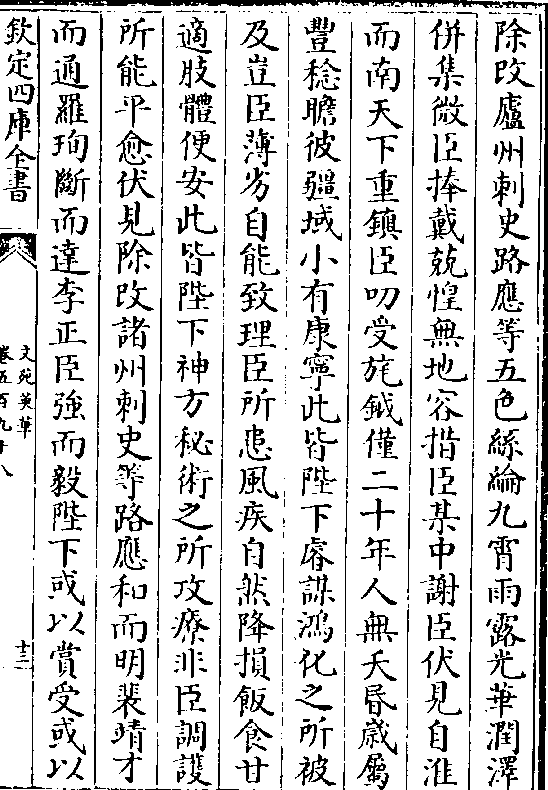 除改廬州刺史路應等五色絲綸九霄雨露光華潤澤
併集微臣捧戴兢惶無地容措臣某中謝臣伏見自淮
而南天下重鎮臣叨受旄鉞僅二十年人無夭昬歲屬
豐稔瞻彼疆域小有康寧此皆陛下睿謀鴻化之所被
及豈臣薄劣自能致理臣所患風疾自然降損飯食甘
適肢體便安此皆陛下神方秘術之所攻療非臣調護
所能平愈伏見除改諸州刺史等路應和而明裴靖才
而通羅珦斷而達李正臣強而毅陛下或以賞受或以
欽定四庫全書
文苑英華
卷五百九十八
十三